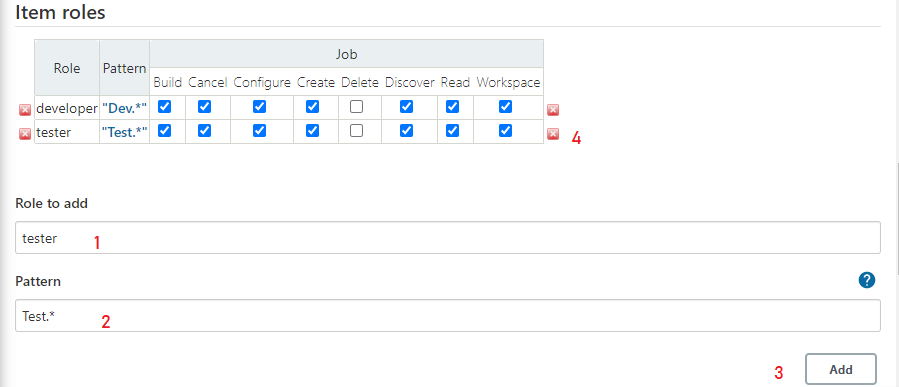 Item roles
Job
Role Pattern
Build Cancel Configure Create Delete Discover Read Workspace
developer "Dev.*"
tester "Test.*"
4
Role to add
tester 1
Pattern ?
Test.* 2
3 Add